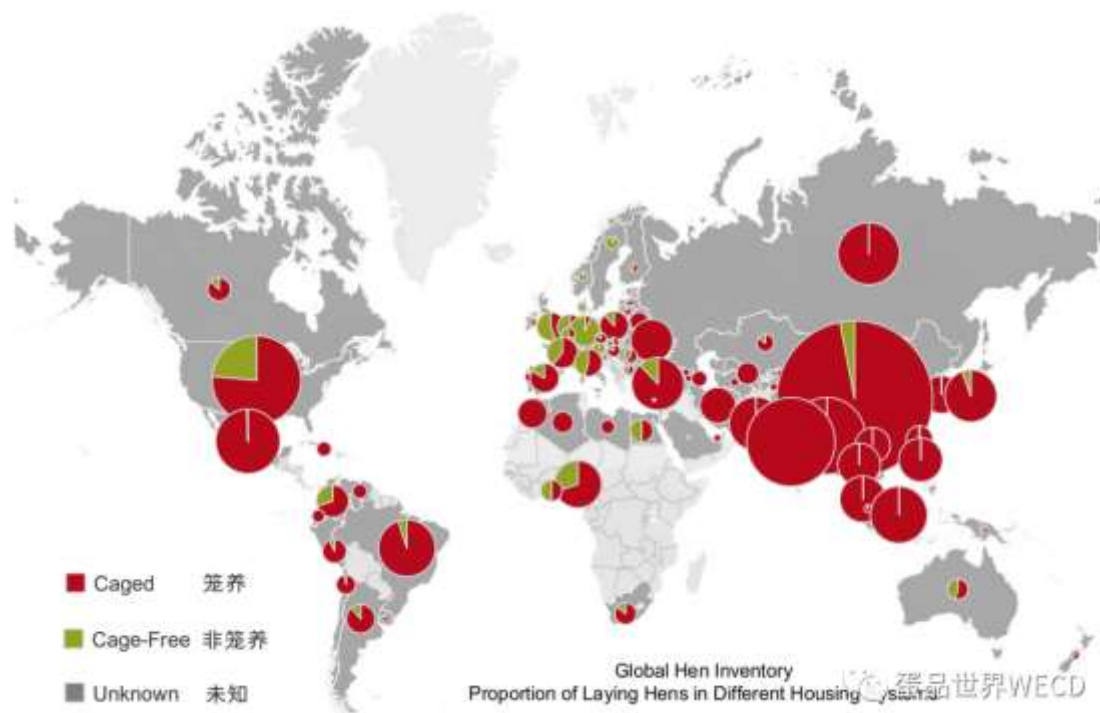 Caged 笼养
Cage-Free 非笼养
Unknown 未知
Global Hen Inventory
Proportion of Laying Hens in Different Housing Systems
蛋品世界WECD